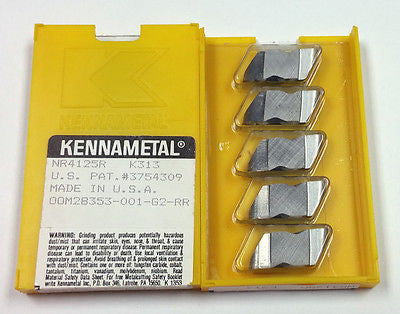 KENNAMETAL
KENNAMETAL®
NR4125R K313
U.S. PAT.#3754309
MADE IN U.S.A.
00M28353-001-G2-RR
WARNING: Grinding product produces potentially hazardous
dust/mist that can irritate skin, eyes, nose, & throat, & cause
temporary or permanent respiratory disease. Permanent respiratory
disease can lead to disability or death. Use local ventilation &
respiratory protection. Avoid breathing of & prolonged skin contact
with dust/mist. Contains one or more of: tungsten carbide, cobalt,
tantalum, titanium, vanadium, molybdenum, niobium. Read
Material Safety Data Sheet. For free Metalcutting Safety Booklet
write Kennametal Inc, P.O. Box 346, Latrobe, PA 15650. K 1353